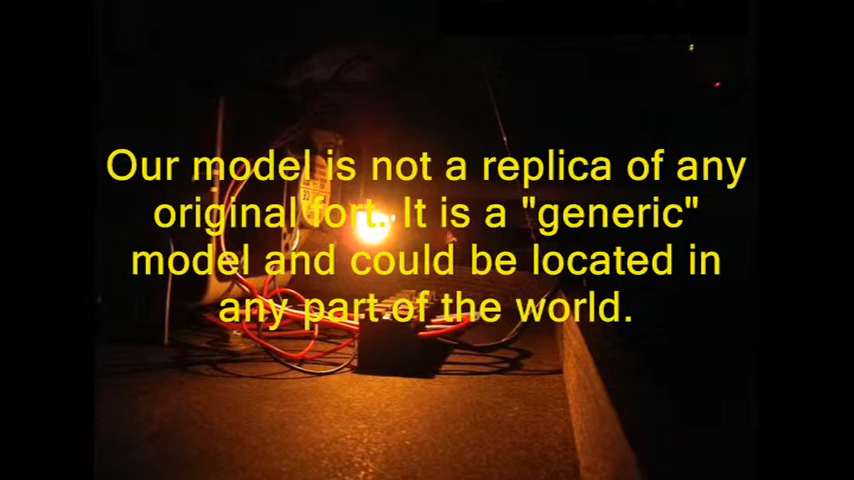 Our model is not a replica of any
original fort. It is a "generic"
model and could be located in
any part of the world.